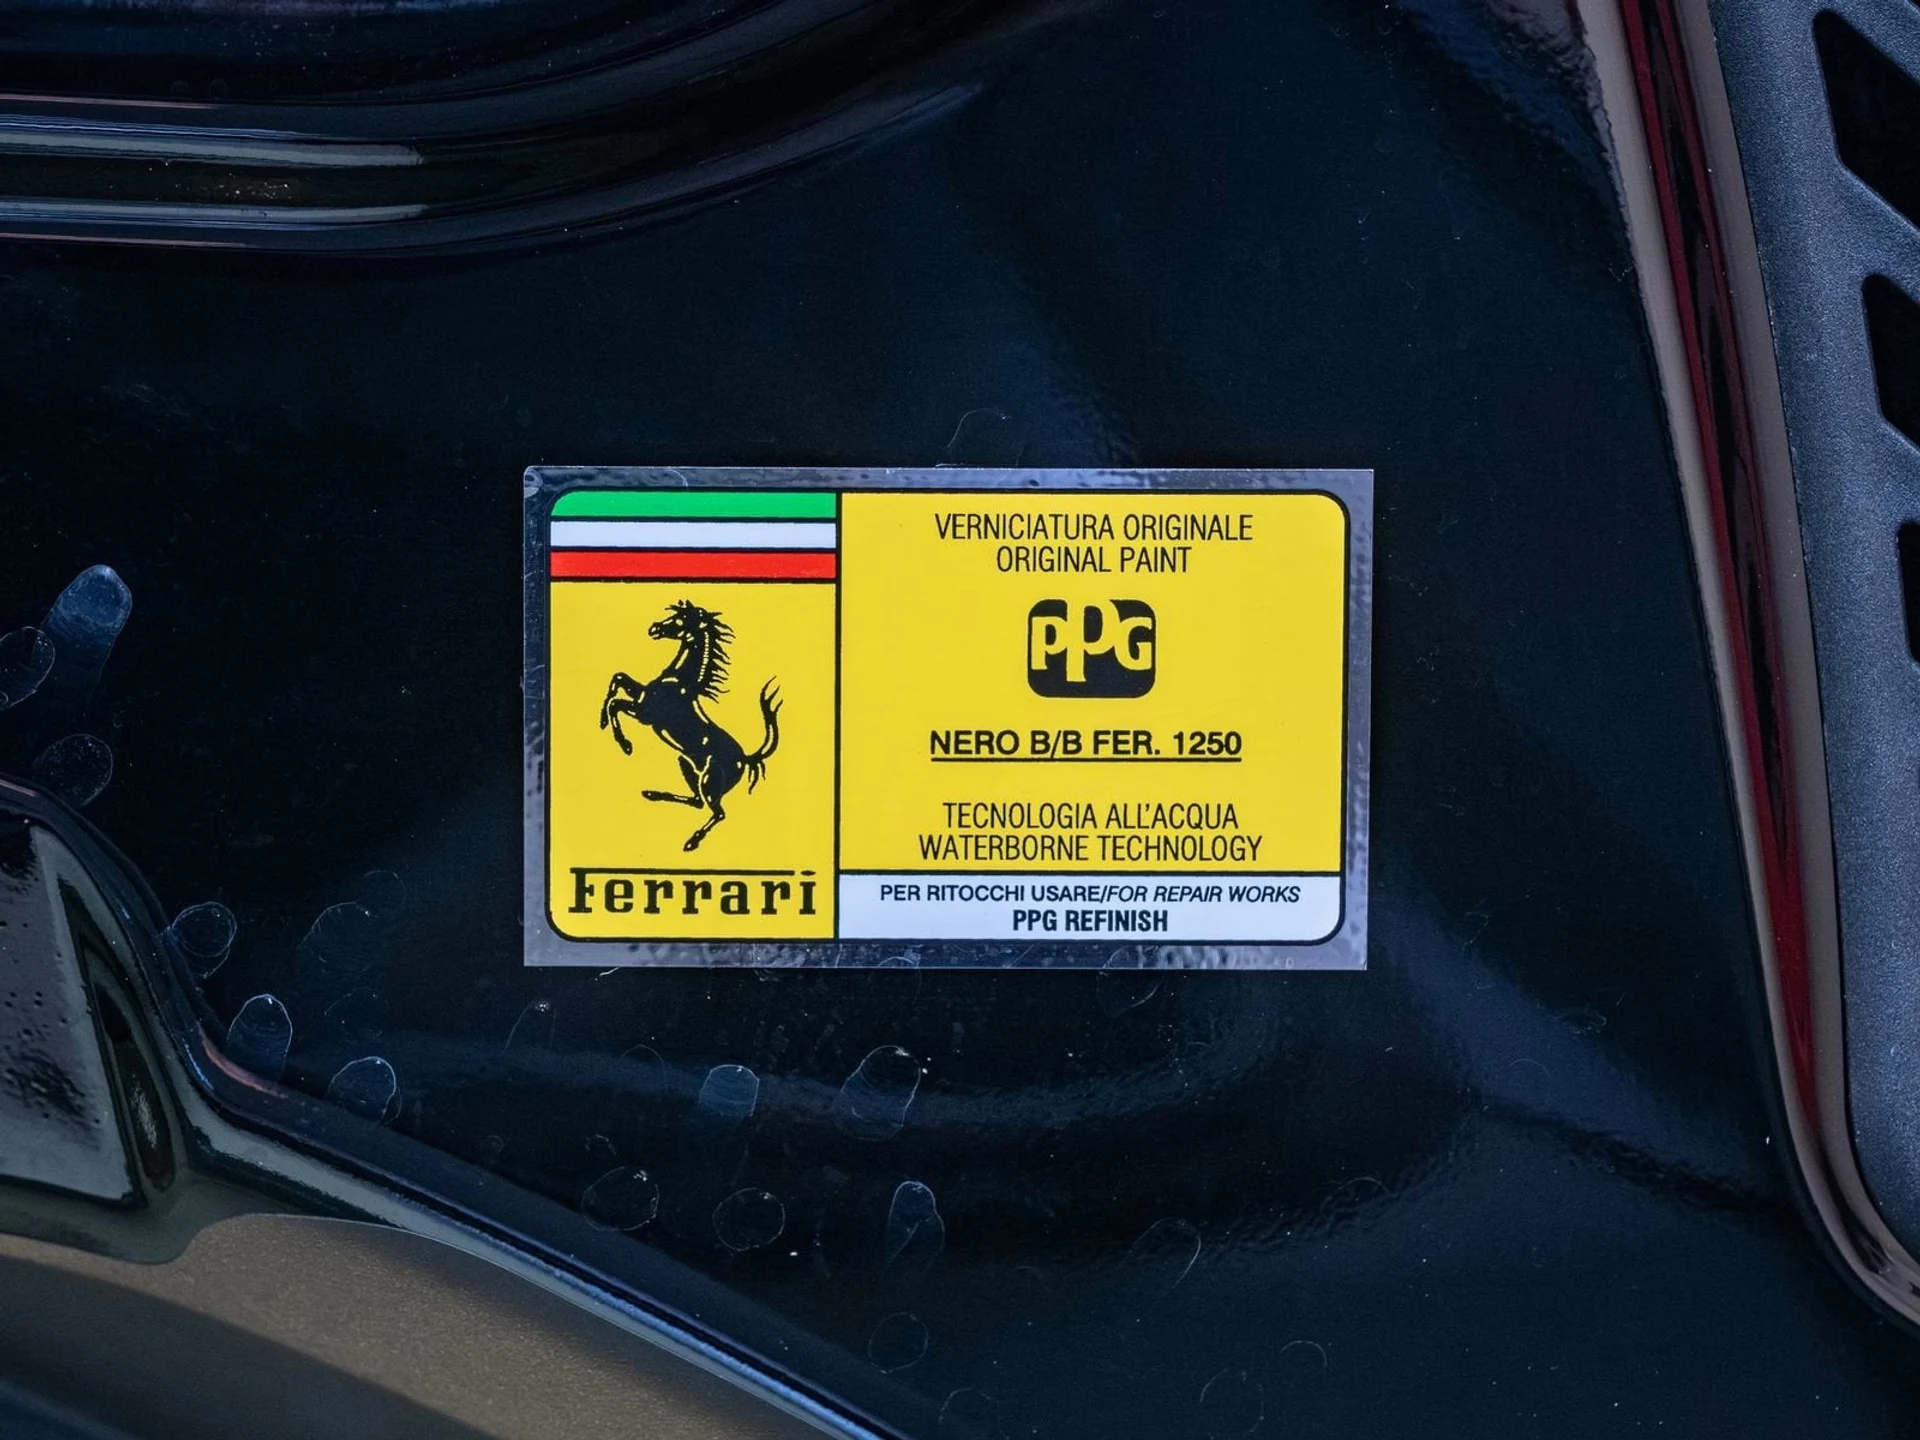 Ferrari
VERNICIATURA ORIGINALE
ORIGINAL PAINT
PPG
NERO B/B FER. 1250
TECNOLOGIA ALL'ACQUA
WATERBORNE TECHNOLOGY
PER RITOCCHI USARE/FOR REPAIR WORKS
PPG REFINISH